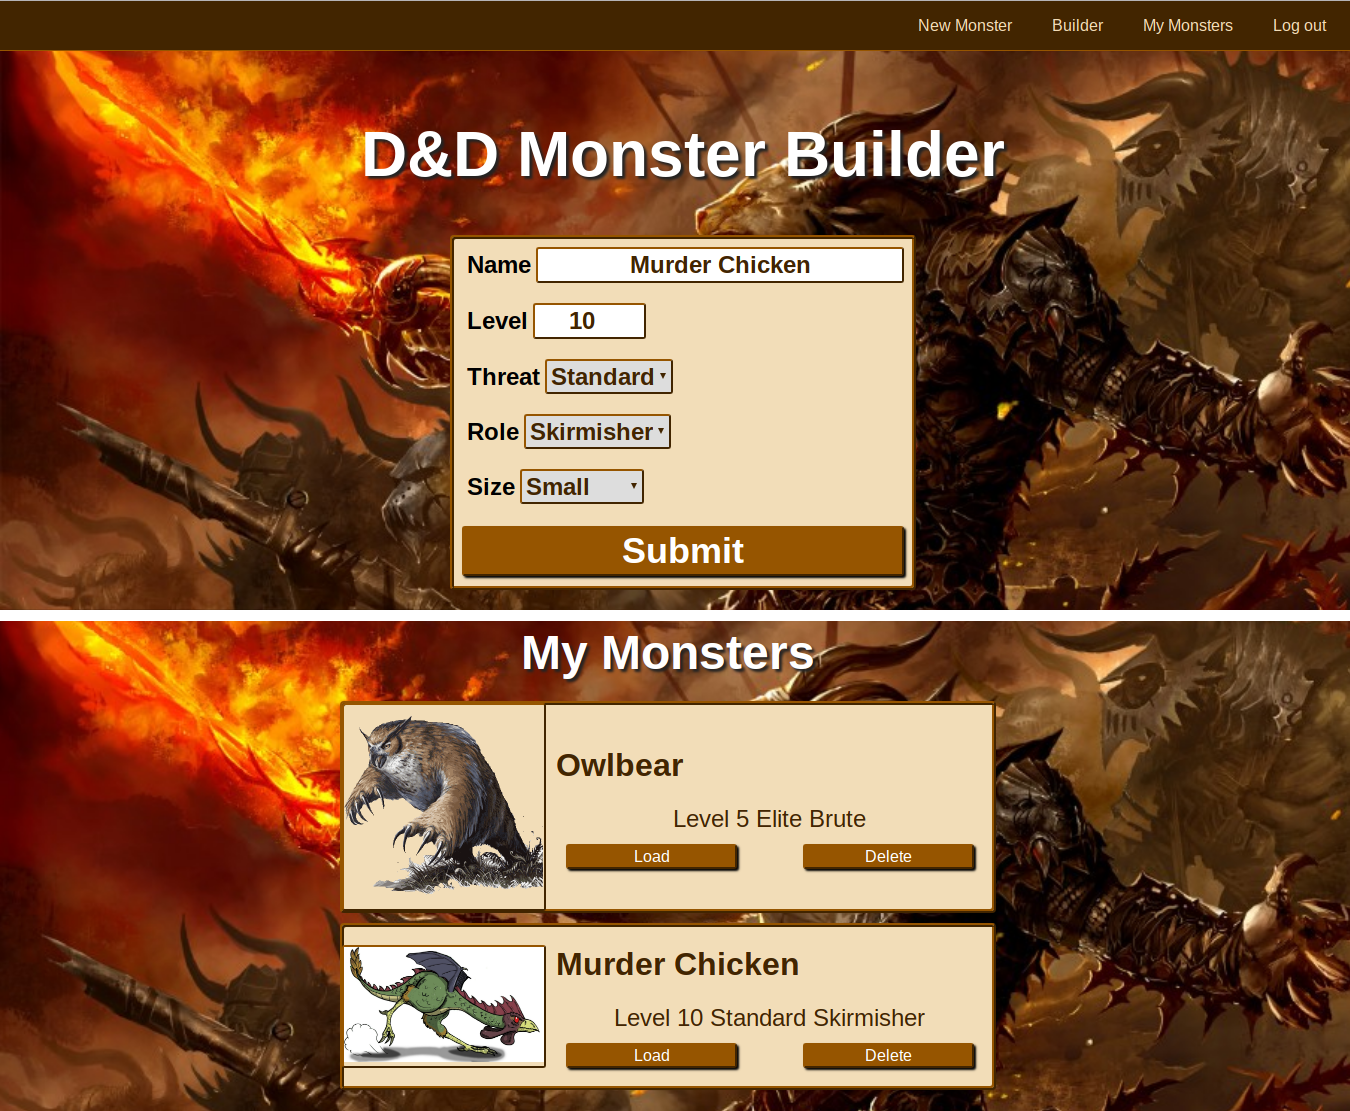 New Monster Builder My Monsters Log out
D&D Monster Builder
Name Murder Chicken
Level 10
Threat Standard
Role Skirmisher
Size Small
Submit
My Monsters
Owlbear
Level 5 Elite Brute
Load Delete
Murder Chicken
Level 10 Standard Skirmisher
Load Delete